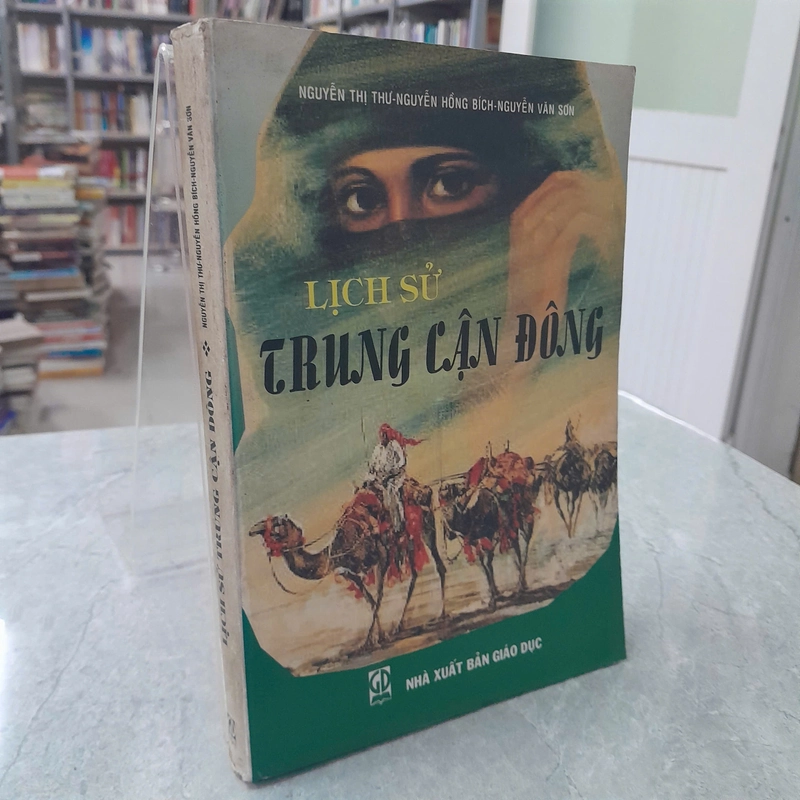 NGUYỄN THỊ THƯ-NGUYỄN HỒNG BÍCH-NGUYỄN VĂN SƠN
LỊCH SỬ
TRUNG CẬN ĐÔNG
GD
NHÀ XUẤT BẢN GIÁO DỤC
NGUYỄN THỊ THƯ-NGUYỄN HỒNG BÍCH-NGUYỄN VĂN SƠN
LỊCH SỬ TRUNG CẬN ĐÔNG